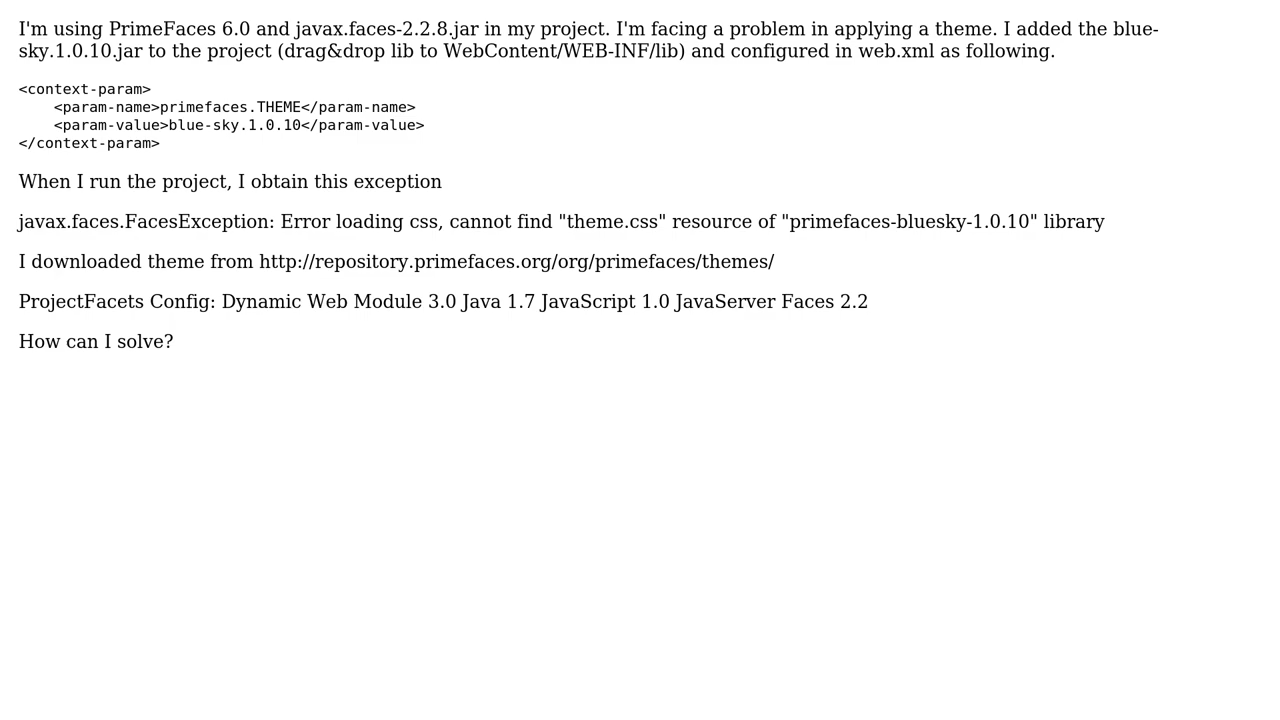 I'm using PrimeFaces 6.0 and javax.faces-2.2.8.jar in my project. I'm facing a problem in applying a theme. I added the blue-
sky.1.0.10.jar to the project (drag&drop lib to WebContent/WEB-INF/lib) and configured in web.xml as following.
<context-param>
    <param-name>primefaces.THEME</param-name>
    <param-value>blue-sky.1.0.10</param-value>
</context-param>
When I run the project, I obtain this exception
javax.faces.FacesException: Error loading css, cannot find "theme.css" resource of "primefaces-bluesky-1.0.10" library
I downloaded theme from http://repository.primefaces.org/org/primefaces/themes/
ProjectFacets Config: Dynamic Web Module 3.0 Java 1.7 JavaScript 1.0 JavaServer Faces 2.2
How can I solve?